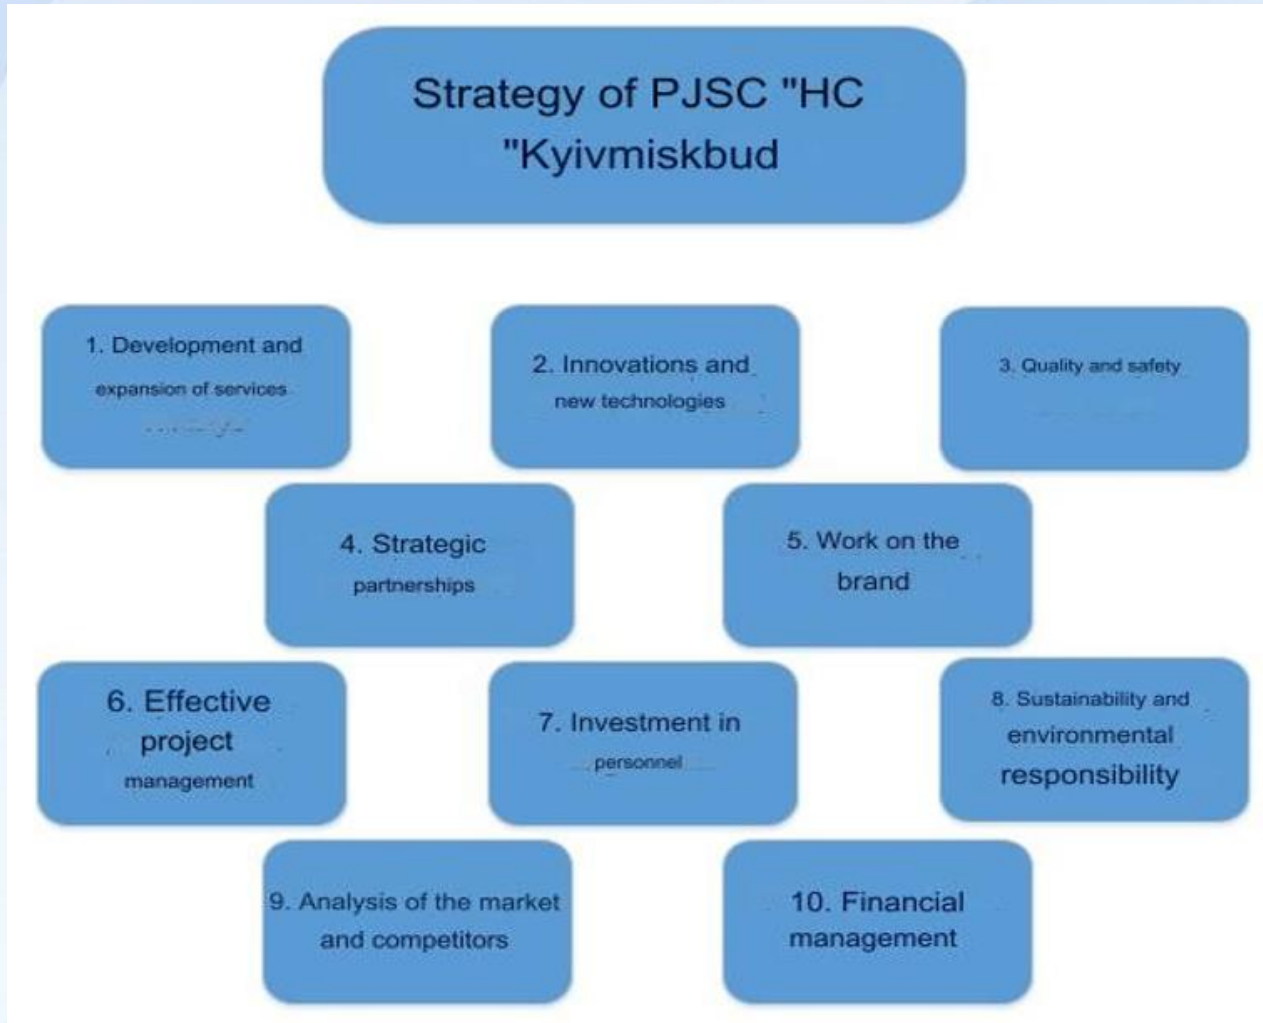 Strategy of PJSC "HC
"Kyivmiskbud
1. Development and
expansion of services
2. Innovations and
new technologies
3. Quality and safety
4. Strategic
partnerships
5. Work on the
brand
6. Effective
project
management
7. Investment in
personnel
8. Sustainability and
environmental
responsibility
9. Analysis of the market
and competitors
10. Financial
management